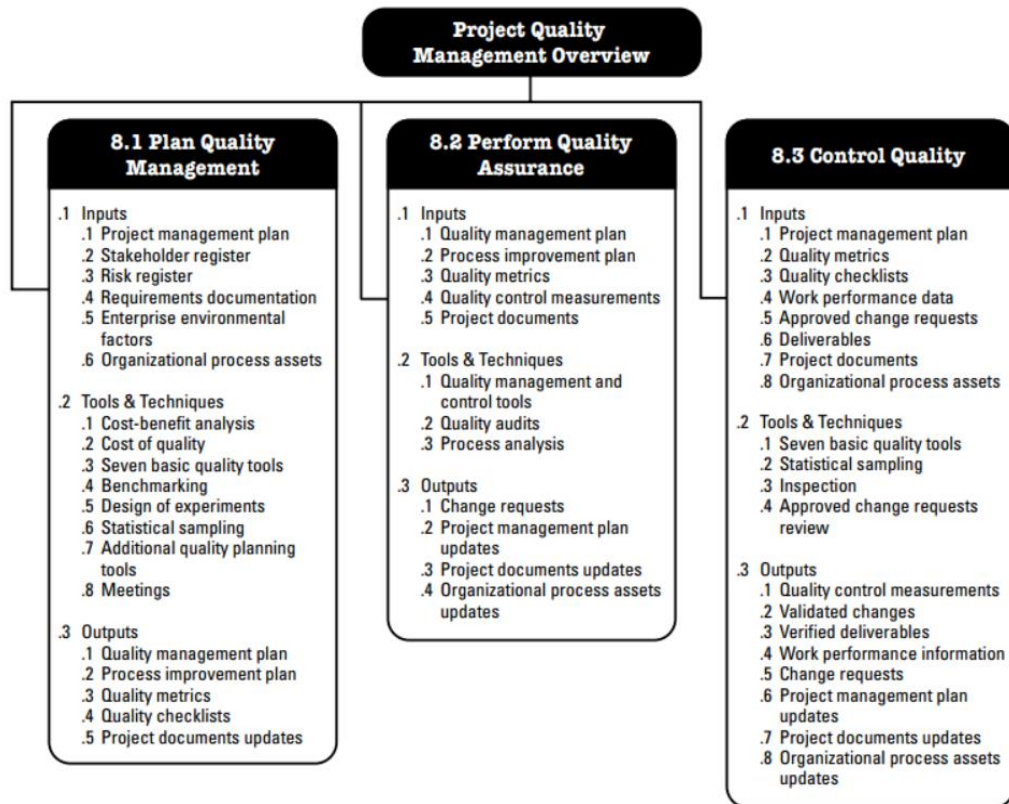 Project Quality
Management Overview
8.1 Plan Quality
Management
.1 Inputs
.1 Project management plan
.2 Stakeholder register
.3 Risk register
.4 Requirements documentation
.5 Enterprise environmental
factors
.6 Organizational process assets
.2 Tools & Techniques
.1 Cost-benefit analysis
.2 Cost of quality
.3 Seven basic quality tools
.4 Benchmarking
.5 Design of experiments
.6 Statistical sampling
.7 Additional quality planning
tools
.8 Meetings
.3 Outputs
.1 Quality management plan
.2 Process improvement plan
.3 Quality metrics
.4 Quality checklists
.5 Project documents updates
8.2 Perform Quality
Assurance
.1 Inputs
.1 Quality management plan
.2 Process improvement plan
.3 Quality metrics
.4 Quality control measurements
.5 Project documents
.2 Tools & Techniques
.1 Quality management and
control tools
.2 Quality audits
.3 Process analysis
.3 Outputs
.1 Change requests
.2 Project management plan
updates
.3 Project documents updates
.4 Organizational process assets
updates
8.3 Control Quality
.1 Inputs
.1 Project management plan
.2 Quality metrics
.3 Quality checklists
.4 Work performance data
.5 Approved change requests
.6 Deliverables
.7 Project documents
.8 Organizational process assets
.2 Tools & Techniques
.1 Seven basic quality tools
.2 Statistical sampling
.3 Inspection
.4 Approved change requests
review
.3 Outputs
.1 Quality control measurements
.2 Validated changes
.3 Verified deliverables
.4 Work performance information
.5 Change requests
.6 Project management plan
updates
.7 Project documents updates
.8 Organizational process assets
updates